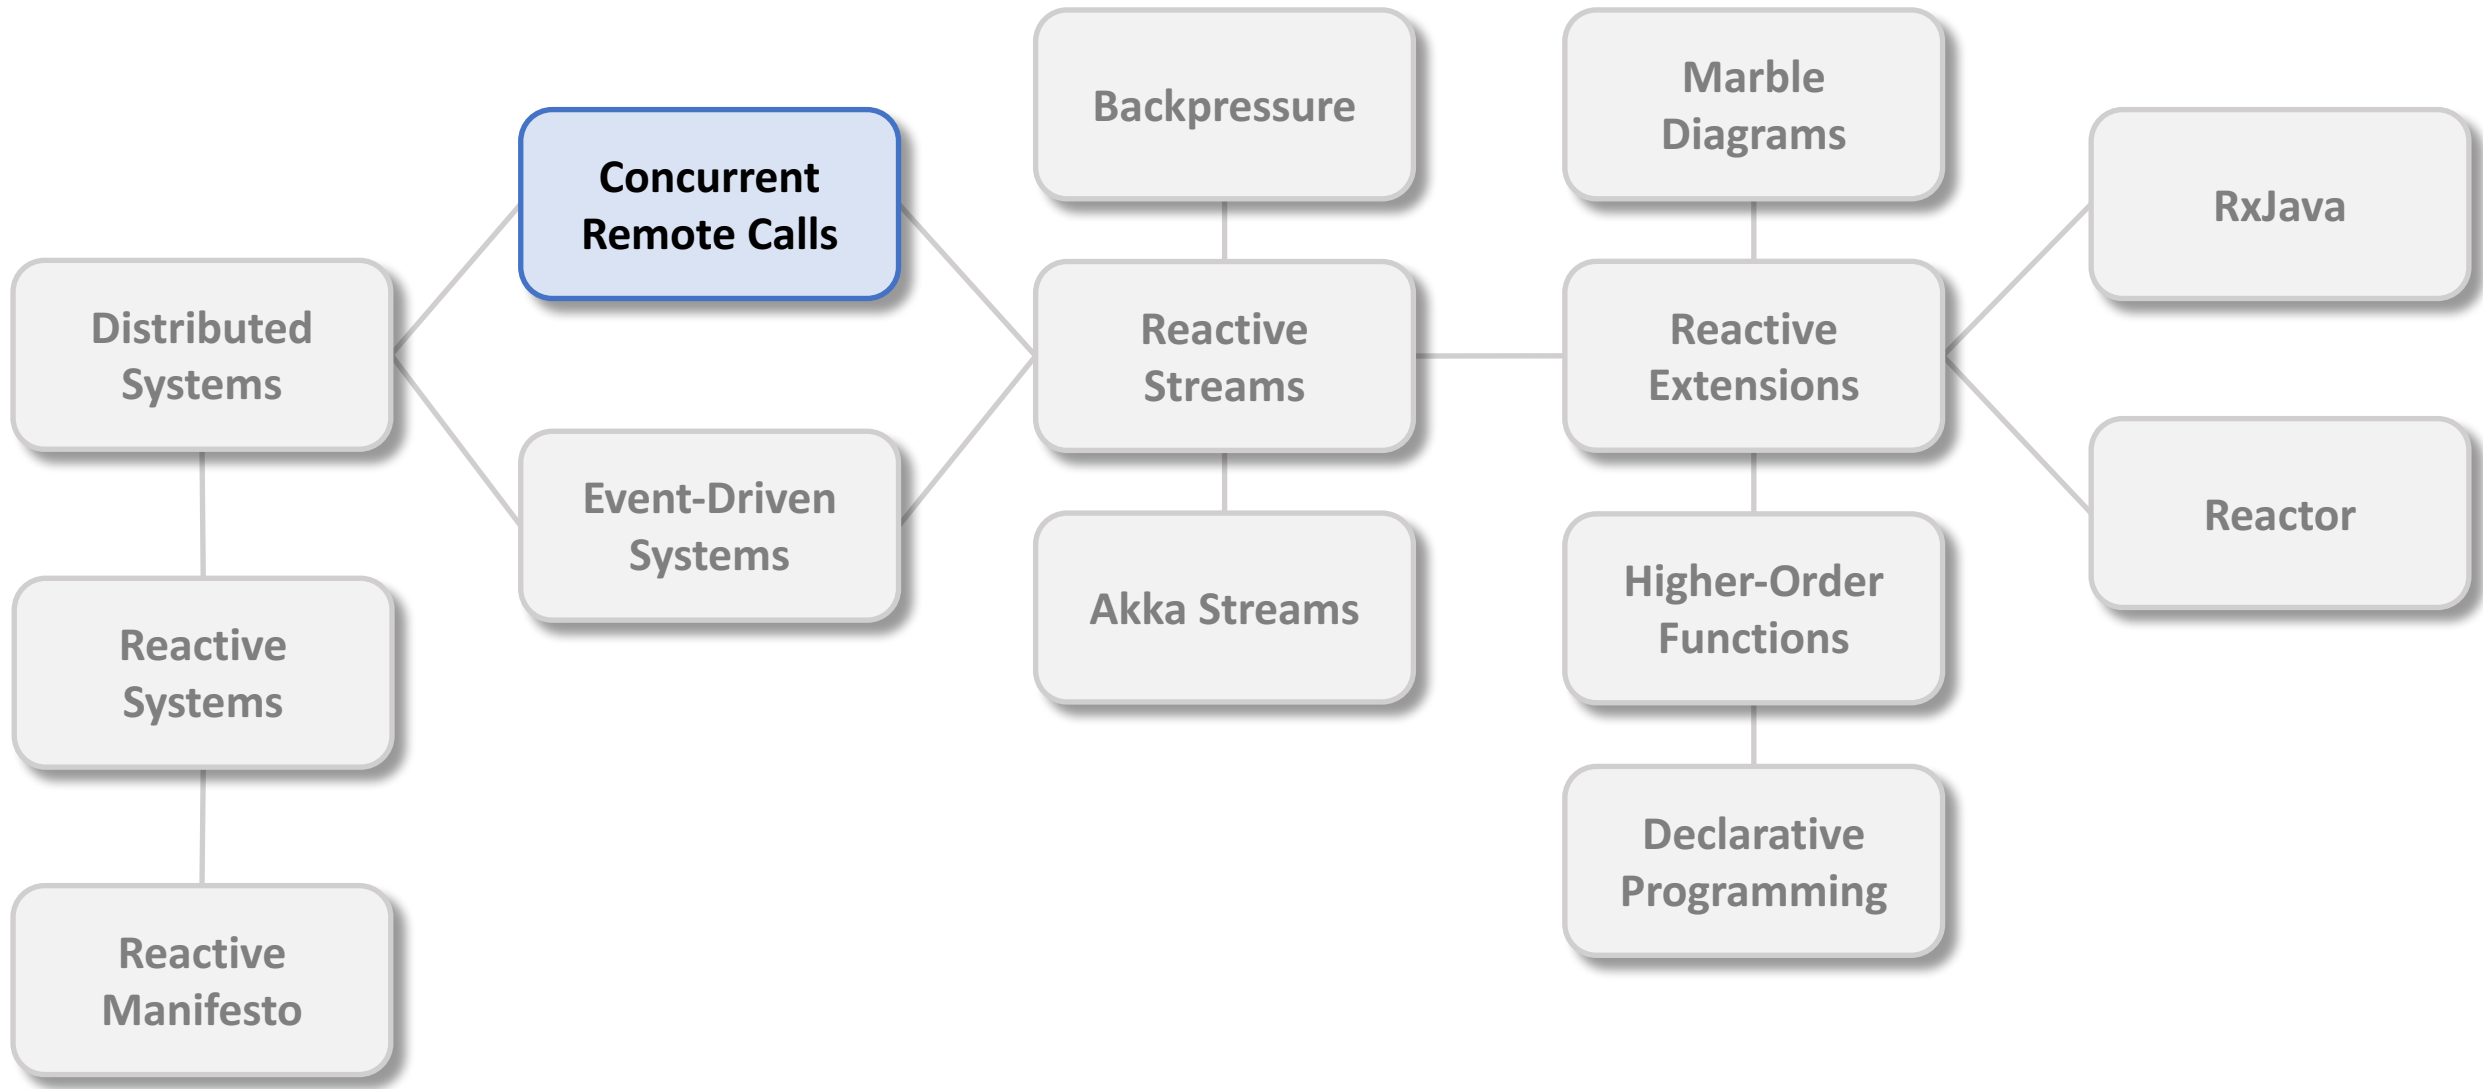 Distributed
Systems
Reactive
Systems
Reactive
Manifesto
Concurrent
Remote Calls
Event-Driven
Systems
Backpressure
Reactive
Streams
Akka Streams
Marble
Diagrams
Reactive
Extensions
Higher-Order
Functions
Declarative
Programming
RxJava
Reactor